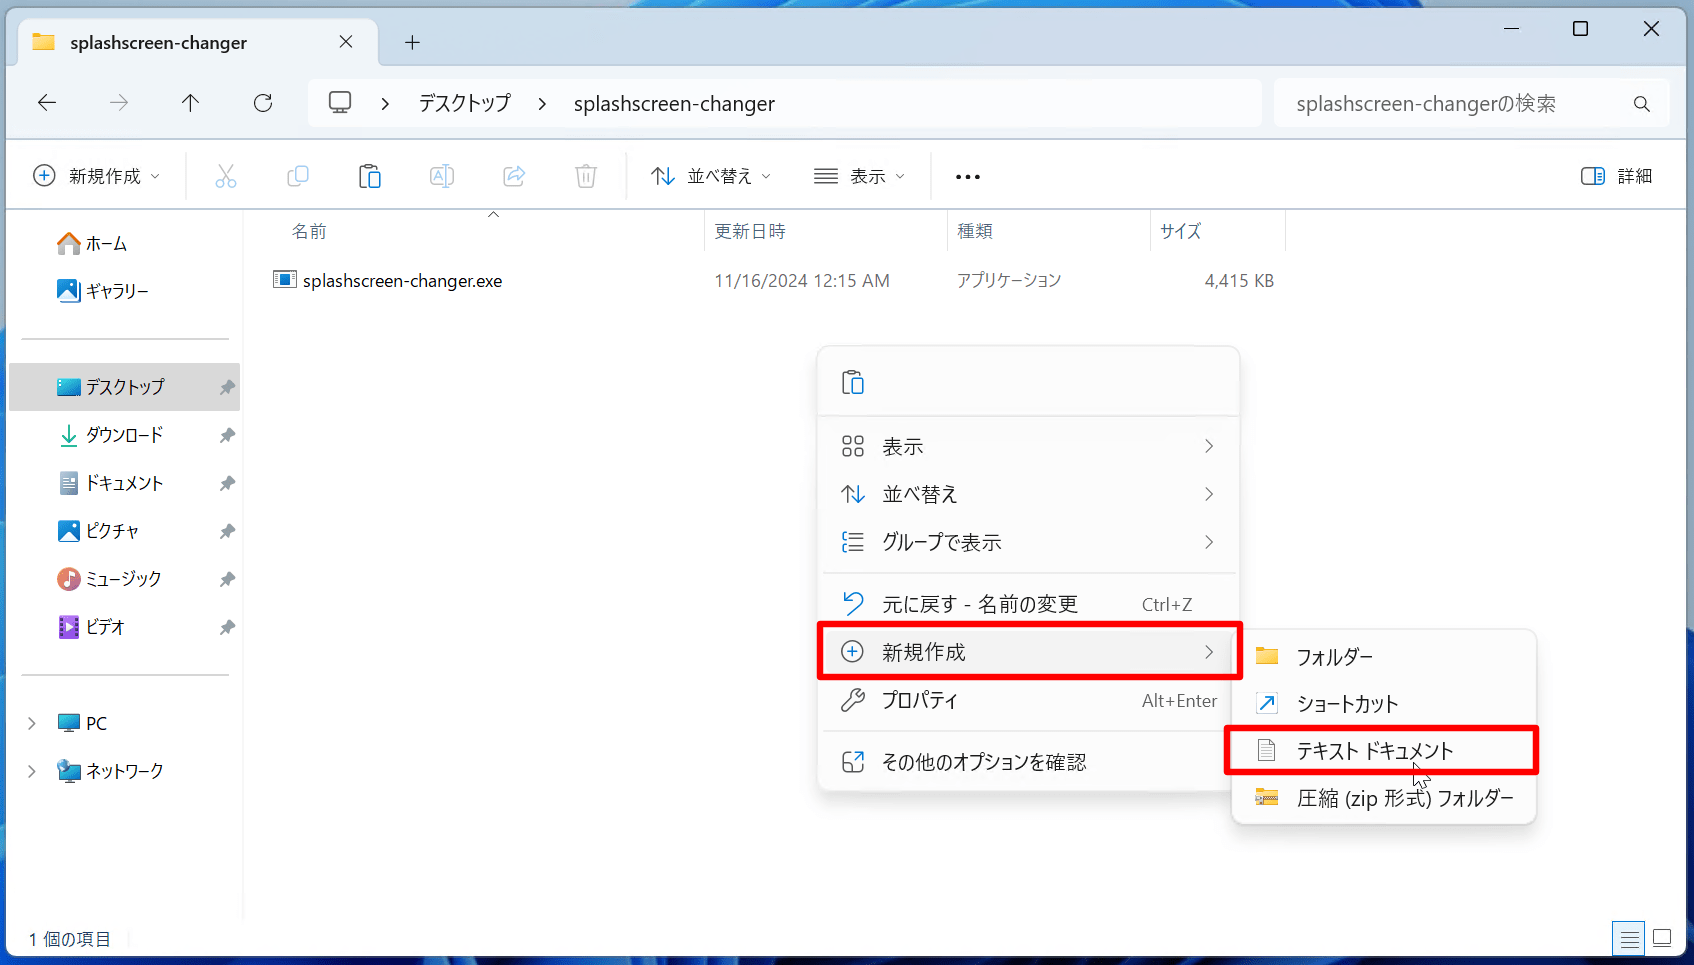 splashscreen-changer
デスクトップ splashscreen-changer
splashscreen-changerの検索
新規作成 並べ替え 表示 詳細
名前 更新日時 種類 サイズ
splashscreen-changer.exe 11/16/2024 12:15 AM アプリケーション 4,415 KB
ホーム
ギャラリー
デスクトップ
ダウンロード
ドキュメント
ピクチャ
ミュージック
ビデオ
PC
ネットワーク
表示
並べ替え
グループで表示
元に戻す - 名前の変更 Ctrl+Z
新規作成
プロパティ Alt+Enter
その他のオプションを確認
フォルダー
ショートカット
テキスト ドキュメント
圧縮 (zip 形式) フォルダー
1 個の項目